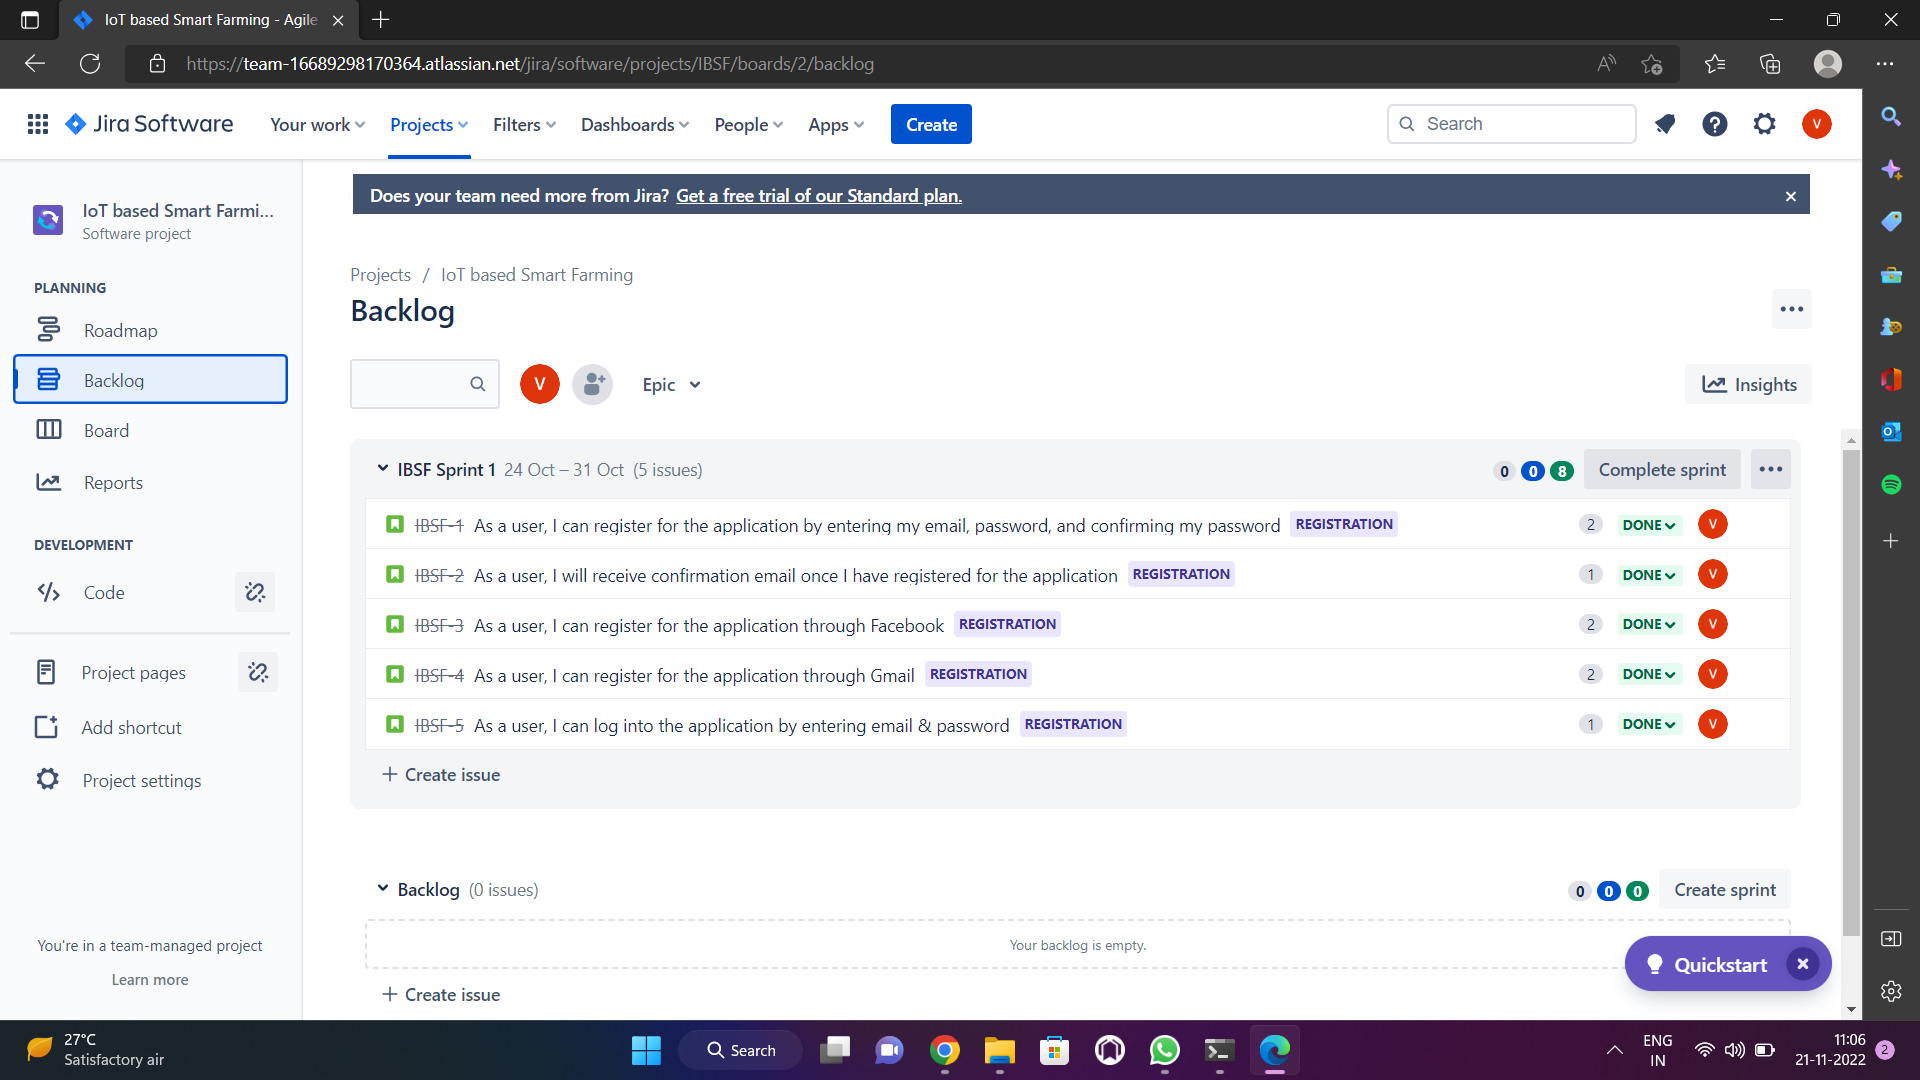 IoT based Smart Farming - Agile
https://team-16689298170364.atlassian.net/jira/software/projects/IBSF/boards/2/backlog
Jira Software
Your work
Projects
Filters
Dashboards
People
Apps
Create
Search
V
IoT based Smart Farmi...
Software project
PLANNING
Roadmap
Backlog
Board
Reports
DEVELOPMENT
Code
Project pages
Add shortcut
Project settings
You're in a team-managed project
Learn more
Does your team need more from Jira? Get a free trial of our Standard plan.
Projects / IoT based Smart Farming
Backlog
V
Epic
Insights
IBSF Sprint 1 24 Oct – 31 Oct (5 issues) 0 0 8 Complete sprint
IBSF-1 As a user, I can register for the application by entering my email, password, and confirming my password REGISTRATION 2 DONE V
IBSF-2 As a user, I will receive confirmation email once I have registered for the application REGISTRATION 1 DONE V
IBSF-3 As a user, I can register for the application through Facebook REGISTRATION 2 DONE V
IBSF-4 As a user, I can register for the application through Gmail REGISTRATION 2 DONE V
IBSF-5 As a user, I can log into the application by entering email & password REGISTRATION 1 DONE V
+ Create issue
Backlog (0 issues) 0 0 0 Create sprint
Your backlog is empty.
+ Create issue
Quickstart
27°C
Satisfactory air
Search
ENG
IN
11:06
21-11-2022
2